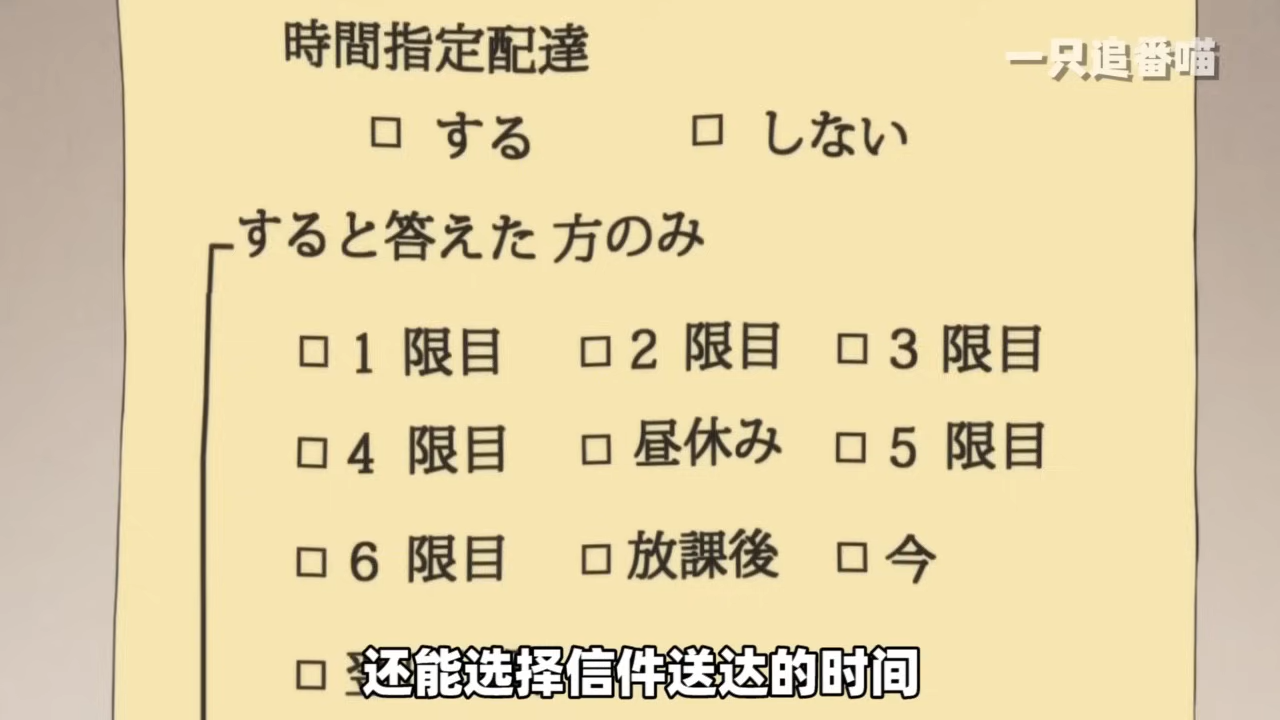 一只追番喵
時間指定配達
□ する □ しない
すると答えた方のみ
□ 1 限目 □ 2 限目 □ 3 限目
□ 4 限目 □ 昼休み □ 5 限目
□ 6 限目 □ 放課後 □ 今
□
还能选择信件送达的时间